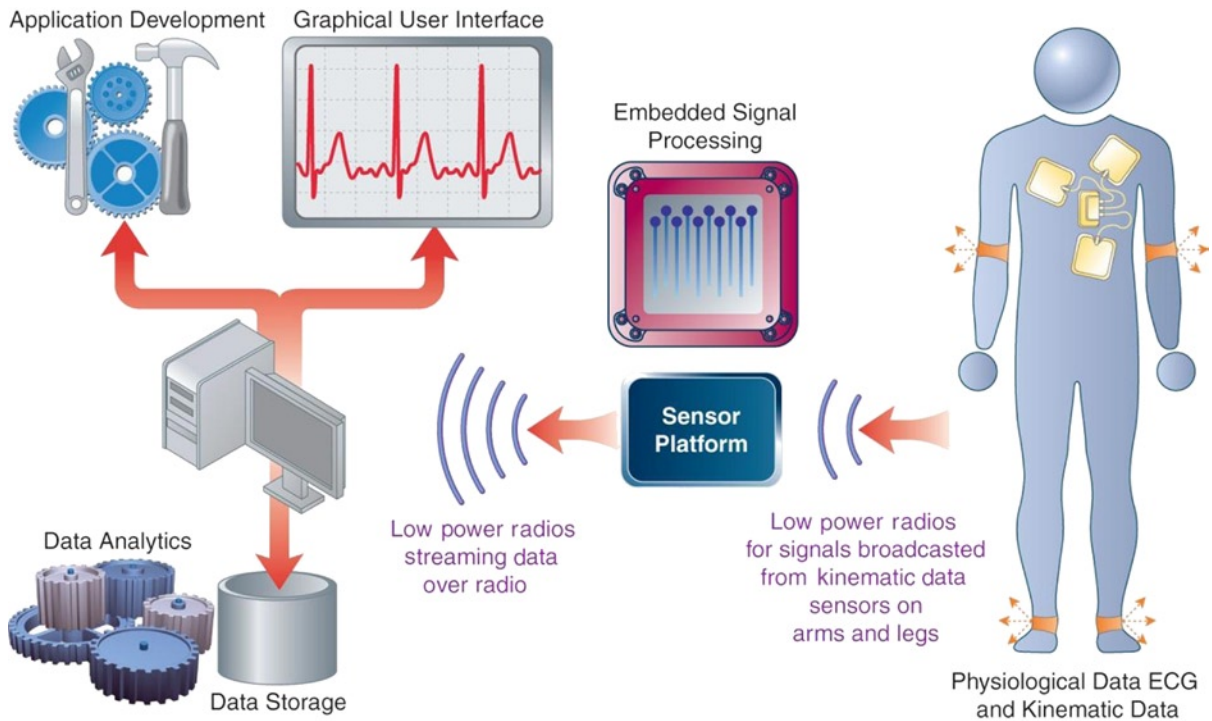 Application Development
Graphical User Interface
Embedded Signal
Processing
Sensor
Platform
Low power radios
streaming data
over radio
Low power radios
for signals broadcasted
from kinematic data
sensors on
arms and legs
Data Analytics
Data Storage
Physiological Data ECG
and Kinematic Data